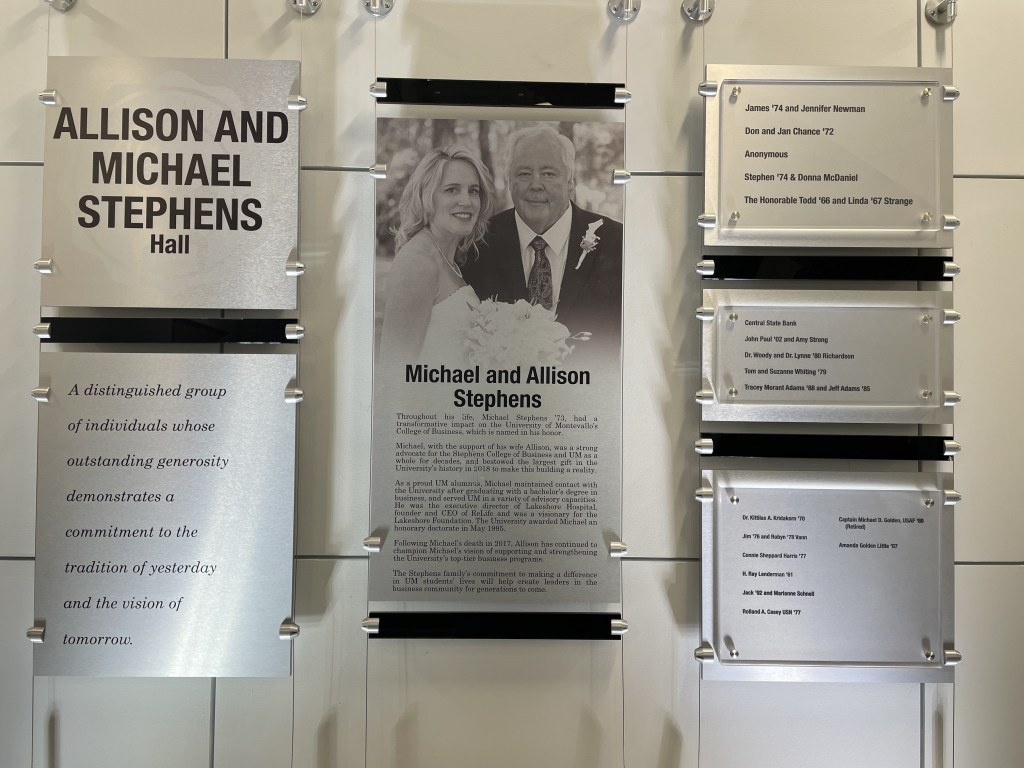 ALLISON AND
MICHAEL
STEPHENS
Hall
A distinguished group
of individuals whose
outstanding generosity
demonstrates a
commitment to the
tradition of yesterday
and the vision of
tomorrow.
Michael and Allison
Stephens
Throughout his life, Michael Stephens '73, had a
transformative impact on the University of Montevallo's
College of Business, which is named in his honor.
Michael, with the support of his wife Allison, was a strong
advocate for the Stephens College of Business and UM as a
whole for decades, and bestowed the largest gift in the
University's history in 2018 to make this building a reality.
As a proud UM alumnus, Michael maintained contact with
the University after graduating with a bachelor's degree in
business, and served UM in a variety of advisory capacities.
He was the executive director of Lakeshore Hospital,
founder and CEO of ReLife and was a visionary for the
Lakeshore Foundation. The University awarded Michael an
honorary doctorate in May 1995.
Following Michael's death in 2017, Allison has continued to
champion Michael's vision of supporting and strengthening
the University's top-tier business programs.
The Stephens family's commitment to making a difference
in UM students' lives will help create leaders in the
business community for generations to come.
James '74 and Jennifer Newman
Don and Jan Chance '72
Anonymous
Stephen '74 & Donna McDaniel
The Honorable Todd '66 and Linda '67 Strange
Central State Bank
John Paul '02 and Amy Strong
Dr. Woody and Dr. Lynne '80 Richardson
Tom and Suzanne Whiting '79
Tracey Morant Adams '88 and Jeff Adams '85
Dr. Kittilas A. Kridakorn '70
Jim '76 and Robyn '79 Vann
Connie Sheppard Harris '77
H. Ray Lenderman '61
Jack '82 and Marianne Schnell
Rolland A. Casey USN '77
Captain Michael D. Golden, USAF
(Retired)
Amanda Golden Little